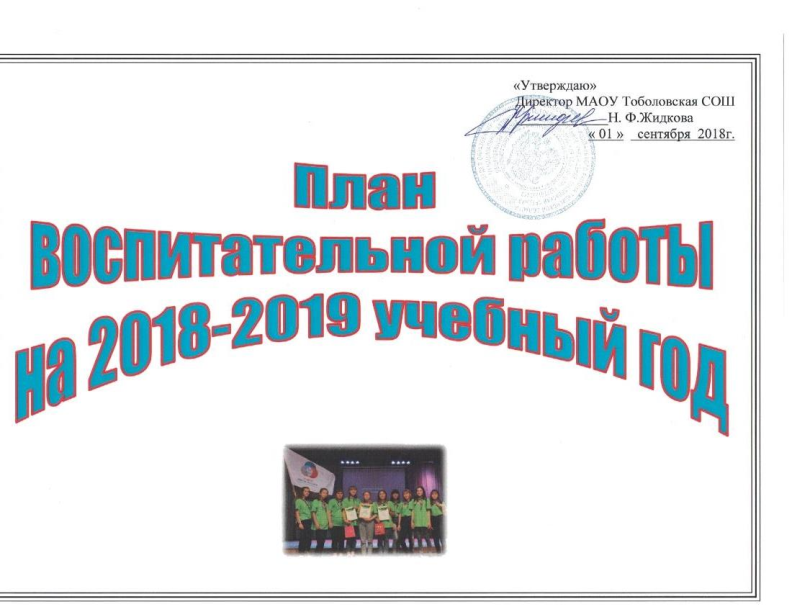 «Утверждаю»
Директор МАОУ Тоболовская СОШ
Н. Ф.Жидкова
« 01 » сентября 2018г.
План
воспитательной работы
на 2018-2019 учебный год